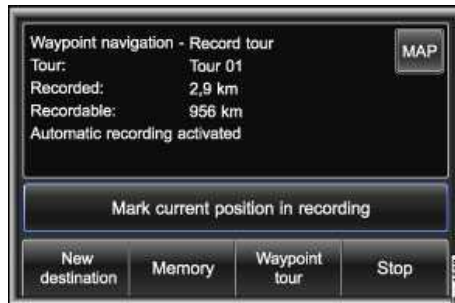 Waypoint navigation - Record tour
MAP
Tour: Tour 01
Recorded: 2,9 km
Recordable: 956 km
Automatic recording activated
Mark current position in recording
New destination
Memory
Waypoint tour
Stop